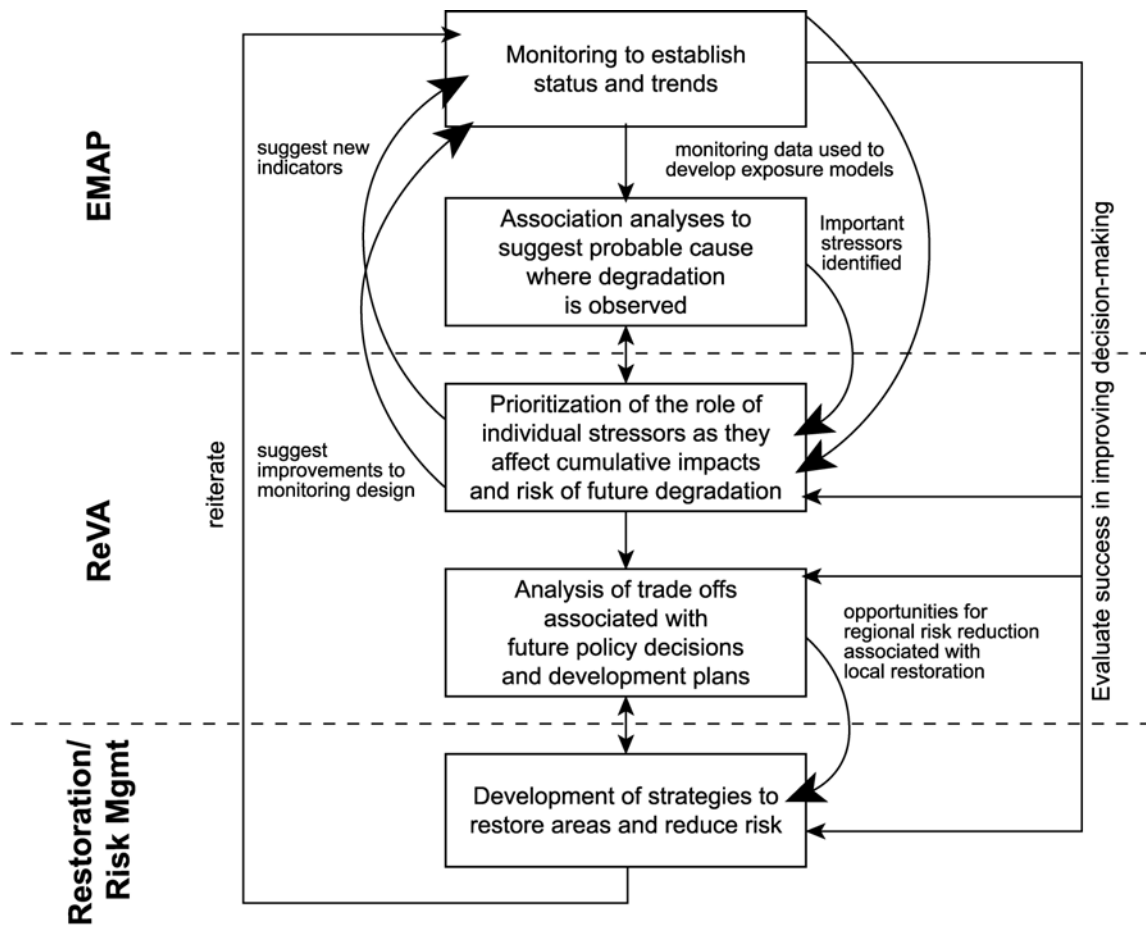 Monitoring to establish
status and trends
suggest new
indicators
monitoring data used to
develop exposure models
EMAP
Association analyses to
suggest probable cause
where degradation
is observed
Important
stressors
identified
Evaluate success in improving decision-making
Prioritization of the role of
individual stressors as they
affect cumulative impacts
and risk of future degradation
suggest
improvements to
monitoring design
reiterate
ReVA
Analysis of trade offs
associated with
future policy decisions
and development plans
opportunities for
regional risk reduction
associated with
local restoration
Restoration/
Risk Mgmt
Development of strategies to
restore areas and reduce risk